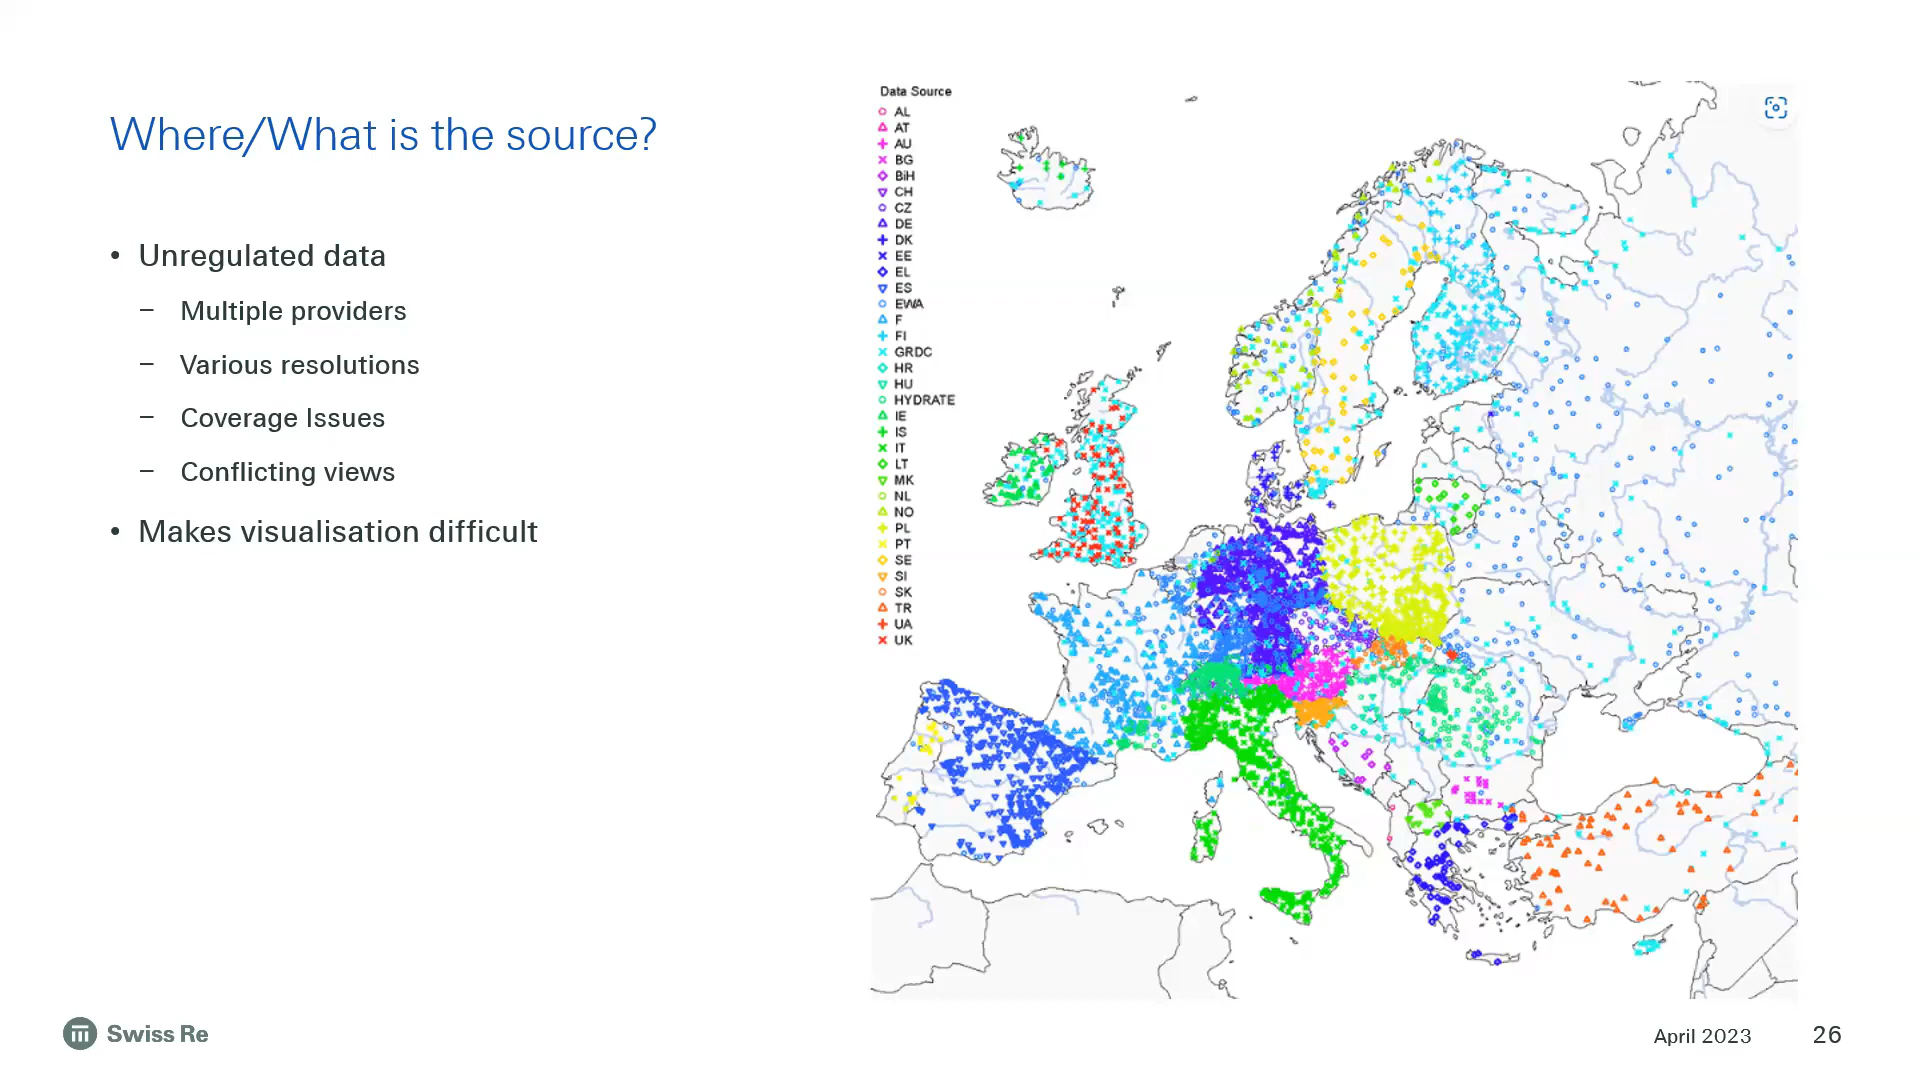 Where/What is the source?
• Unregulated data
– Multiple providers
– Various resolutions
– Coverage Issues
– Conflicting views
• Makes visualisation difficult
Data Source
AL
AT
AU
BG
BiH
CH
CZ
DE
DK
EE
EL
ES
EWA
F
FI
GRDC
HR
HU
HYDRATE
IE
IS
IT
LT
MK
NL
NO
PL
PT
SE
SI
SK
TR
UA
UK
Swiss Re
April 2023
26